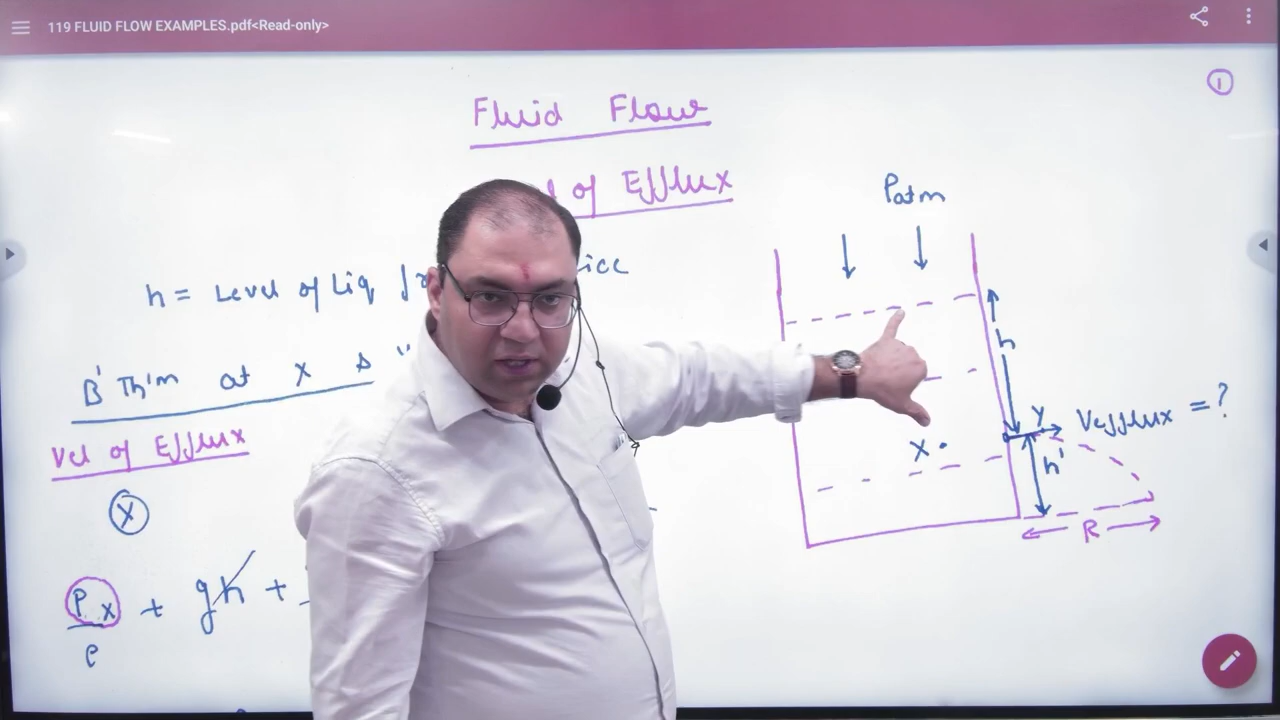 119 FLUID FLOW EXAMPLES.pdf<Read-only>
1
Fluid Flow
of Efflux
Patm
h = Level of Liq
B' Th'm at X &
Vel of Efflux
X
P x + gh +
ρ
h
Y Vefflux = ?
X
h'
R